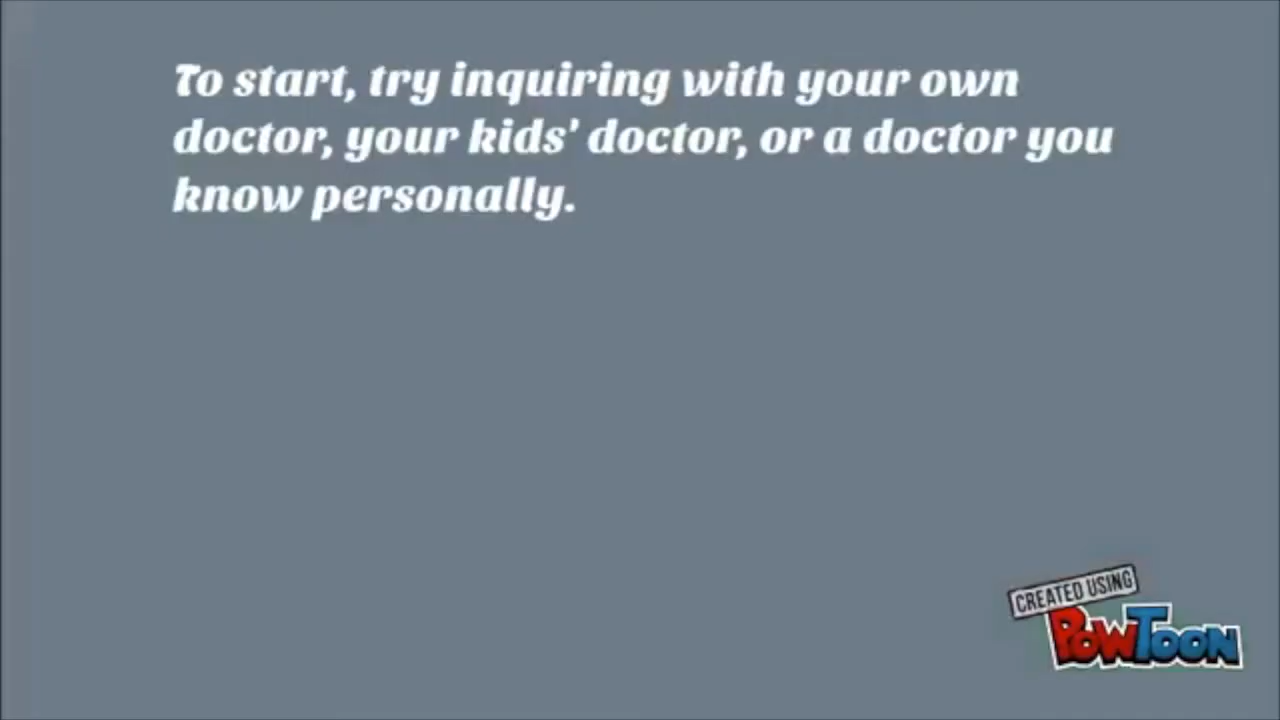 To start, try inquiring with your own
doctor, your kids' doctor, or a doctor you
know personally.
CREATED USING
POWTOON